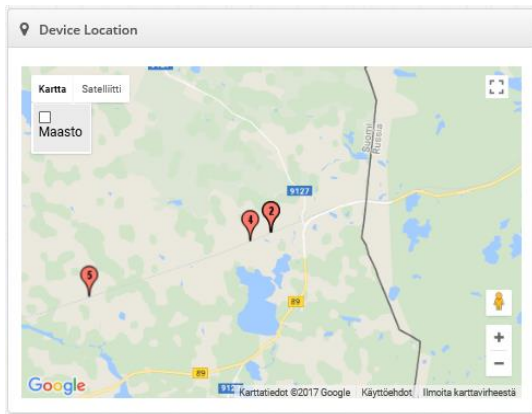 Device Location
Kartta Satelliitti
Maasto
Suomi
Russia
9127
4
2
5
89
89
Google
Karttatiedot ©2017 Google Käyttöehdot Ilmoita karttavirheestä